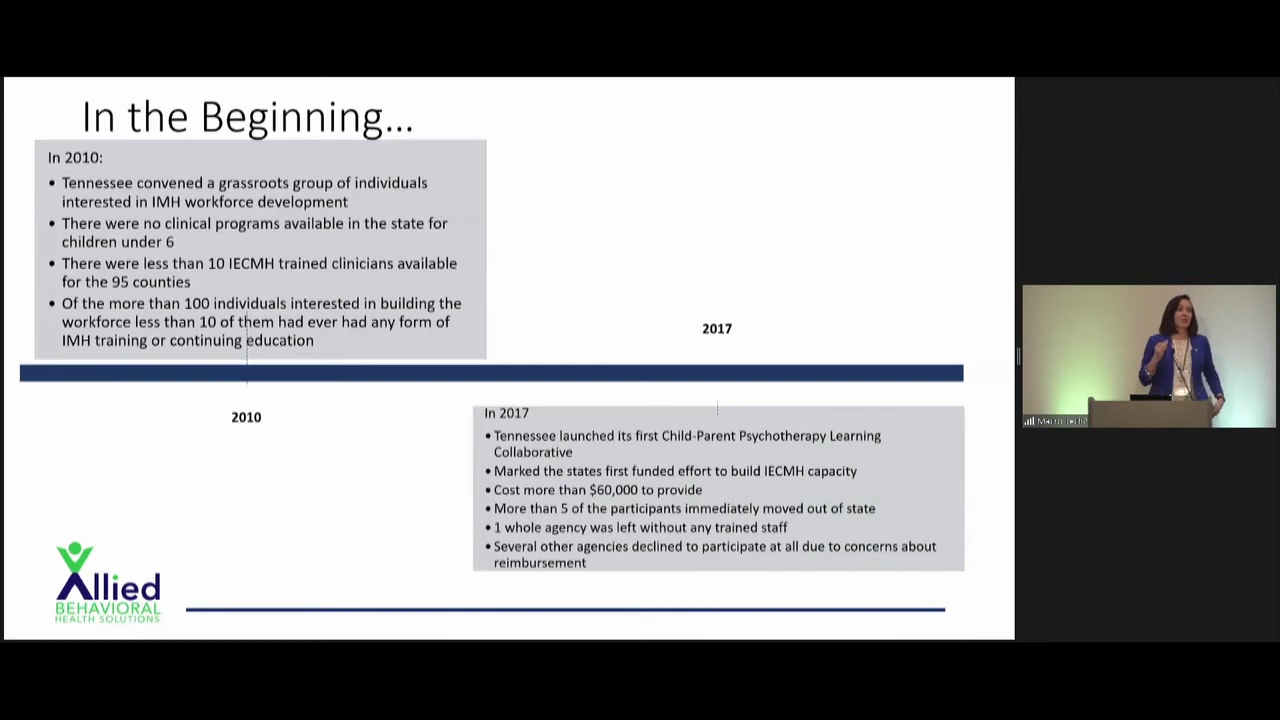 In the Beginning...
In 2010:
• Tennessee convened a grassroots group of individuals
interested in IMH workforce development
• There were no clinical programs available in the state for
children under 6
• There were less than 10 IECMH trained clinicians available
for the 95 counties
• Of the more than 100 individuals interested in building the
workforce less than 10 of them had ever had any form of
IMH training or continuing education
2017
2010
In 2017
• Tennessee launched its first Child-Parent Psychotherapy Learning
Collaborative
• Marked the states first funded effort to build IECMH capacity
• Cost more than $60,000 to provide
• More than 5 of the participants immediately moved out of state
• 1 whole agency was left without any trained staff
• Several other agencies declined to participate at all due to concerns about
reimbursement
Allied
BEHAVIORAL
HEALTH SOLUTIONS